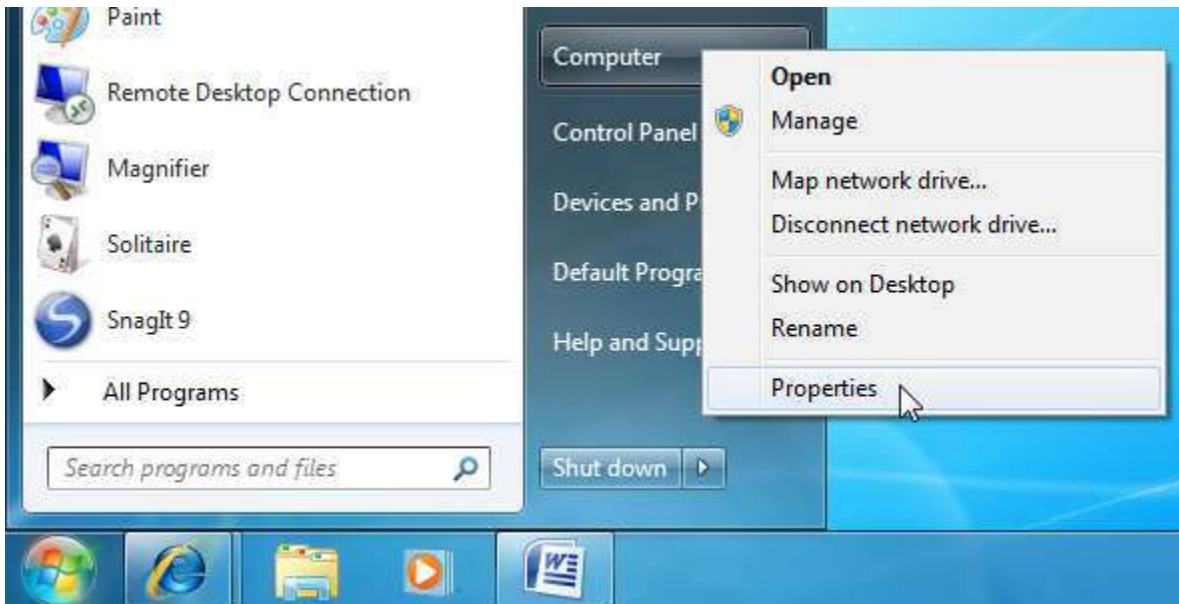 Paint
Remote Desktop Connection
Magnifier
Solitaire
SnagIt 9
All Programs
Search programs and files
Computer
Control Panel
Devices and P
Default Progra
Help and Supp
Shut down
Open
Manage
Map network drive...
Disconnect network drive...
Show on Desktop
Rename
Properties
W